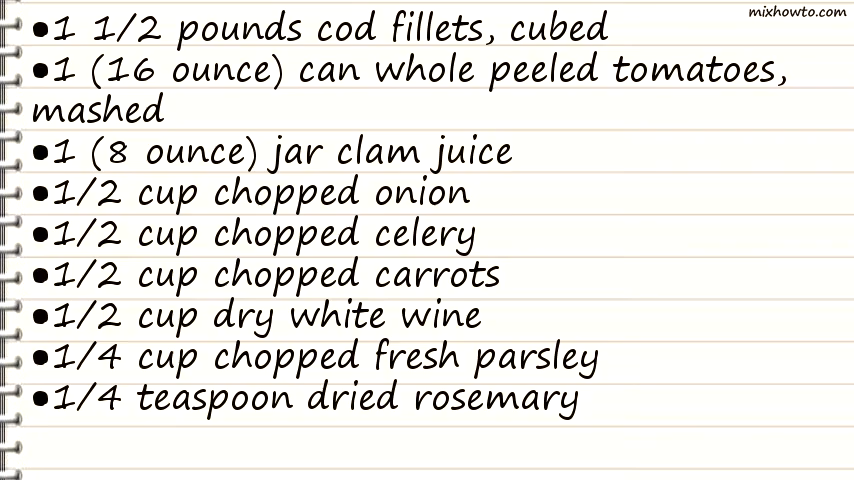 mixhowto.com
●1 1/2 pounds cod fillets, cubed
●1 (16 ounce) can whole peeled tomatoes,
mashed
●1 (8 ounce) jar clam juice
●1/2 cup chopped onion
●1/2 cup chopped celery
●1/2 cup chopped carrots
●1/2 cup dry white wine
●1/4 cup chopped fresh parsley
●1/4 teaspoon dried rosemary